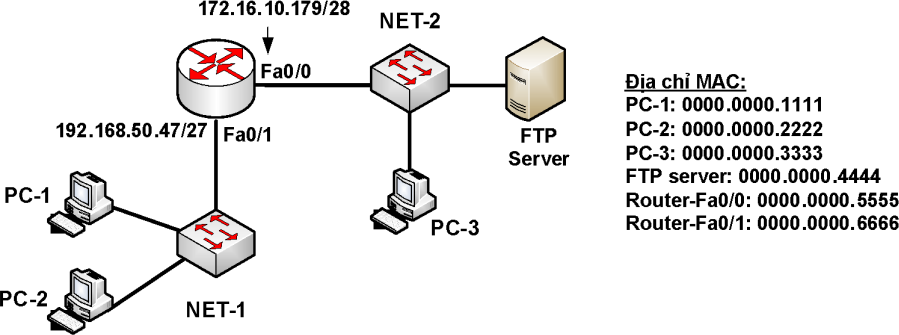 172.16.10.179/28
NET-2
Fa0/0
FTP
Server
192.168.50.47/27
Fa0/1
PC-1
PC-3
PC-2
NET-1
Địa chỉ MAC:
PC-1: 0000.0000.1111
PC-2: 0000.0000.2222
PC-3: 0000.0000.3333
FTP server: 0000.0000.4444
Router-Fa0/0: 0000.0000.5555
Router-Fa0/1: 0000.0000.6666